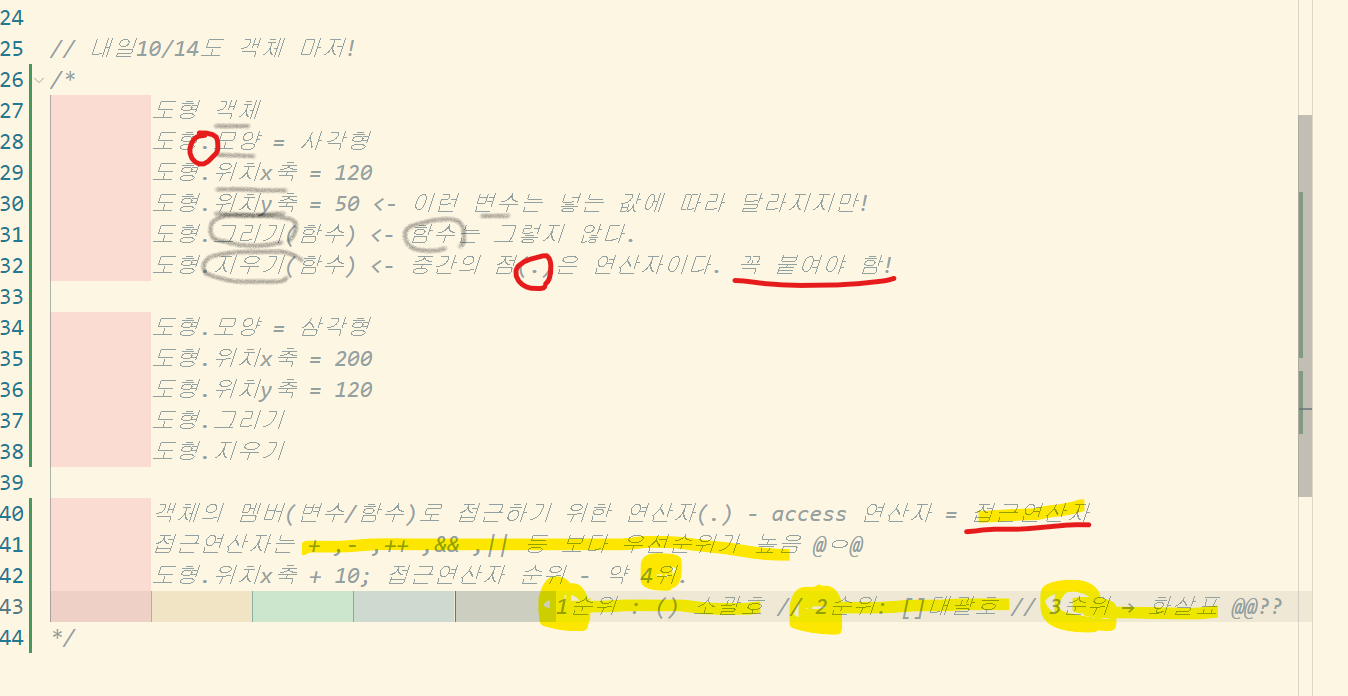 24
25 // 내일10/14도 객체 마저!
26 /*
27 도형 객체
28 도형.모양 = 사각형
29 도형.위치x축 = 120
30 도형.위치y축 = 50 <- 이런 변수는 넣는 값에 따라 달라지지만!
31 도형.그리기(함수) <- 함수는 그렇지 않다.
32 도형.지우기(함수) <- 중간의 점(.)은 연산자이다. 꼭 붙여야 함!
33
34 도형.모양 = 삼각형
35 도형.위치x축 = 200
36 도형.위치y축 = 120
37 도형.그리기
38 도형.지우기
39
40 객체의 멤버(변수/함수)로 접근하기 위한 연산자(.) - access 연산자 = 접근연산자
41 접근연산자는 + ,- ,++ ,&& ,|| 등 보다 우선순위가 높음 @ㅇ@
42 도형.위치x축 + 10; 접근연산자 순위 - 약 4위.
43 1순위 : () 소괄호 // 2순위: []대괄호 // 3순위 → 화살표 @@??
44 */